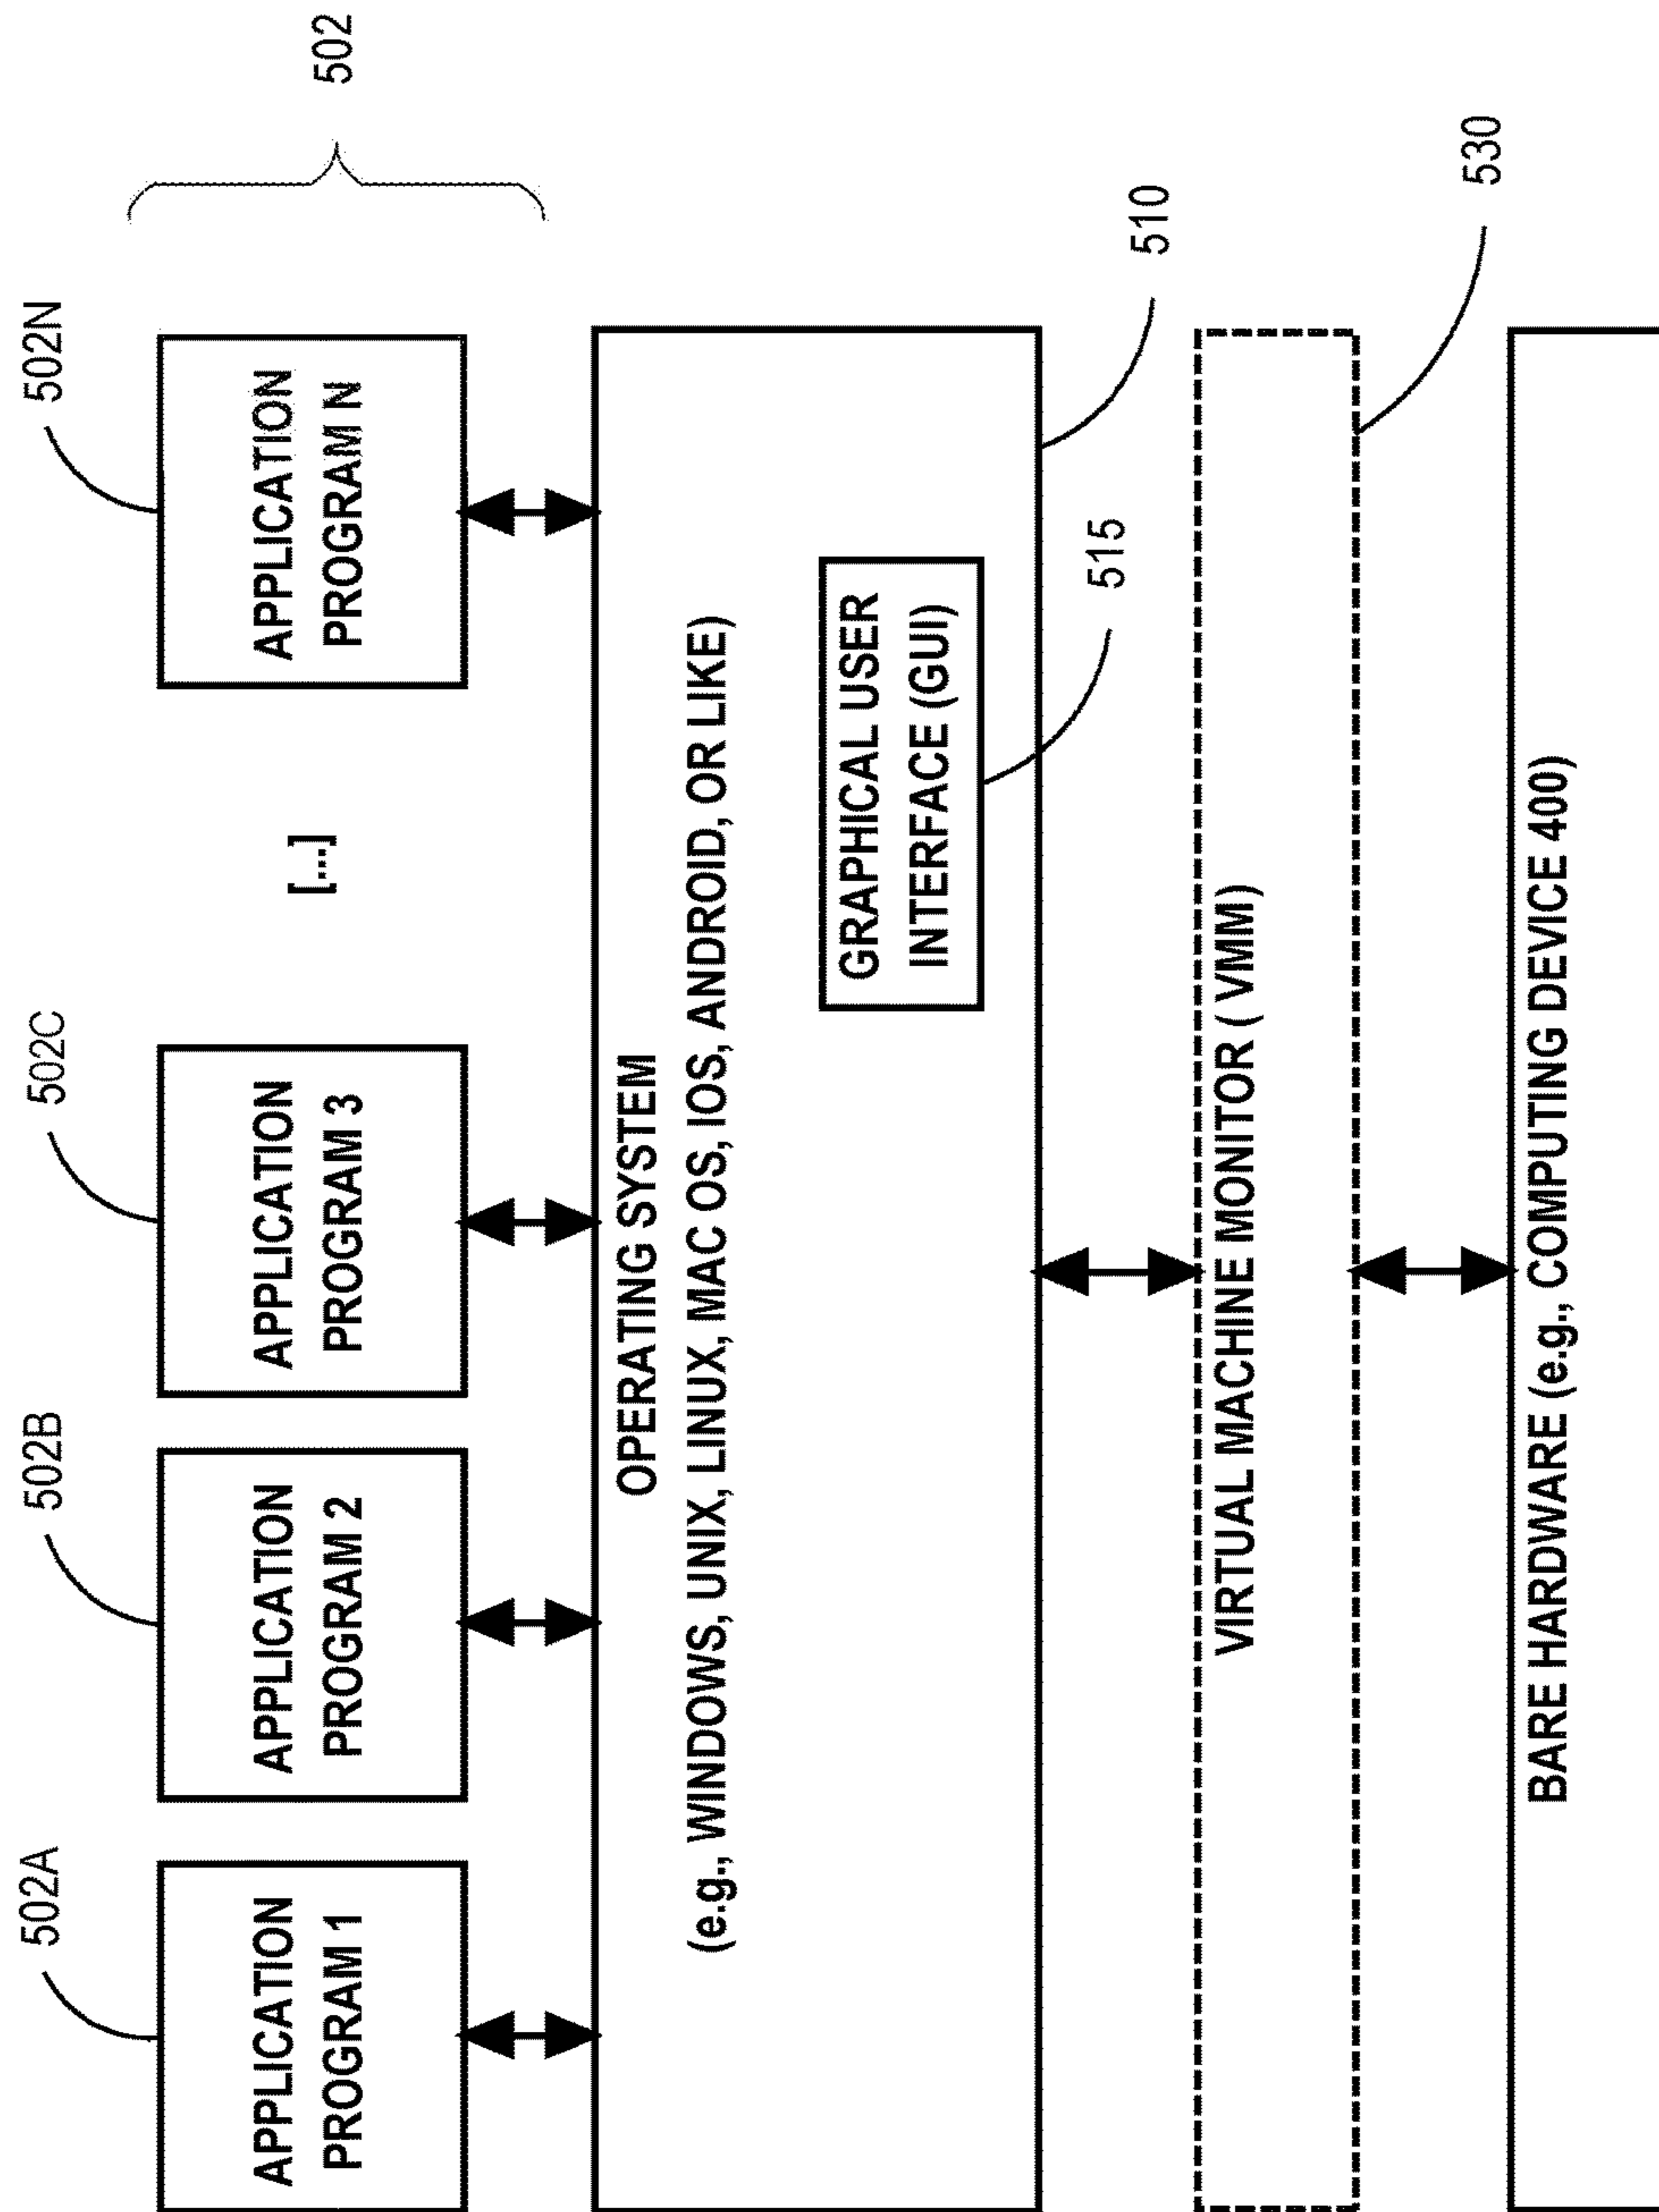 502
502A
502B
502C
502N
APPLICATION
PROGRAM 1
APPLICATION
PROGRAM 2
APPLICATION
PROGRAM 3
[...]
APPLICATION
PROGRAM N
OPERATING SYSTEM
(e.g., WINDOWS, UNIX, LINUX, MAC OS, IOS, ANDROID, OR LIKE)
GRAPHICAL USER
INTERFACE (GUI)
515
510
VIRTUAL MACHINE MONITOR ( VMM)
530
BARE HARDWARE (e.g., COMPUTING DEVICE 400)